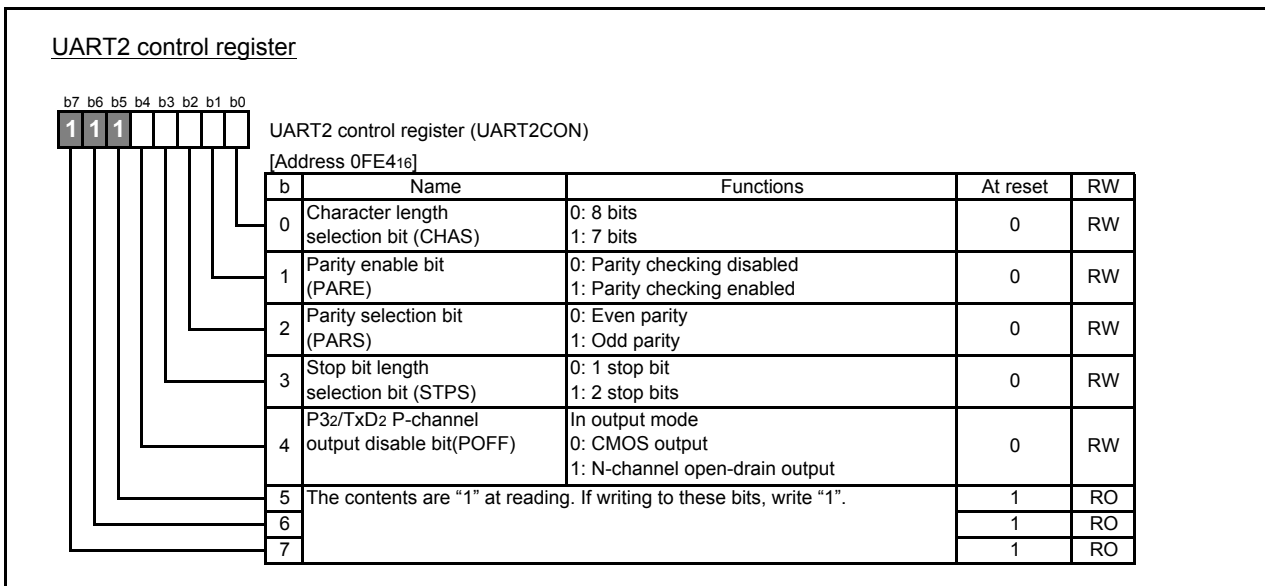 UART2 control register
b7 b6 b5 b4 b3 b2 b1 b0
1 1 1
UART2 control register (UART2CON)
[Address 0FE416]
b Name Functions At reset RW
0 Character length selection bit (CHAS) 0: 8 bits 0 RW
1: 7 bits
1 Parity enable bit (PARE) 0: Parity checking disabled 0 RW
1: Parity checking enabled
2 Parity selection bit (PARS) 0: Even parity 0 RW
1: Odd parity
3 Stop bit length selection bit (STPS) 0: 1 stop bit 0 RW
1: 2 stop bits
4 P32/TxD2 P-channel output disable bit(POFF) In output mode 0 RW
0: CMOS output
1: N-channel open-drain output
5 The contents are “1” at reading. If writing to these bits, write “1”. 1 RO
6 1 RO
7 1 RO